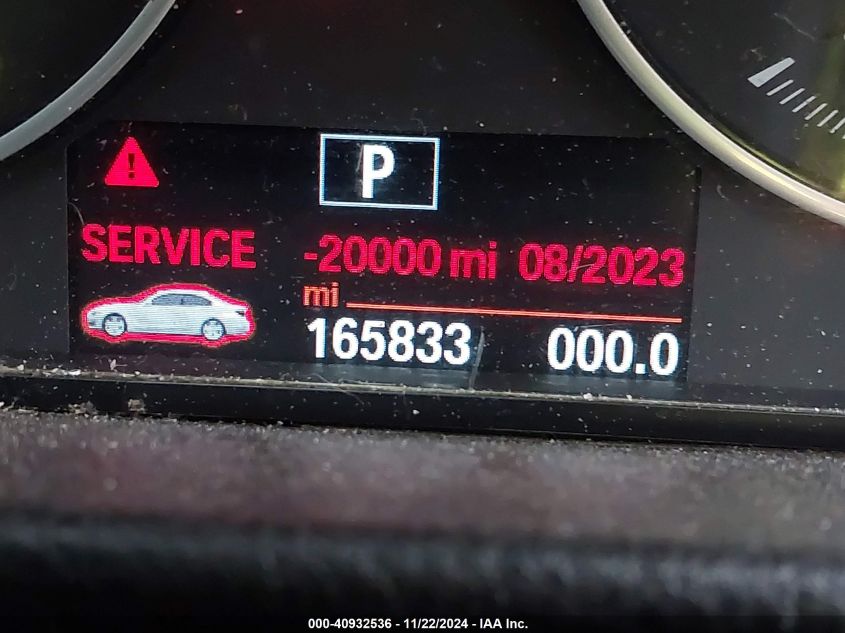 P
SERVICE -20000 mi 08/2023
mi
165833 000.0
000-40932536 - 11/22/2024 - IAA Inc.